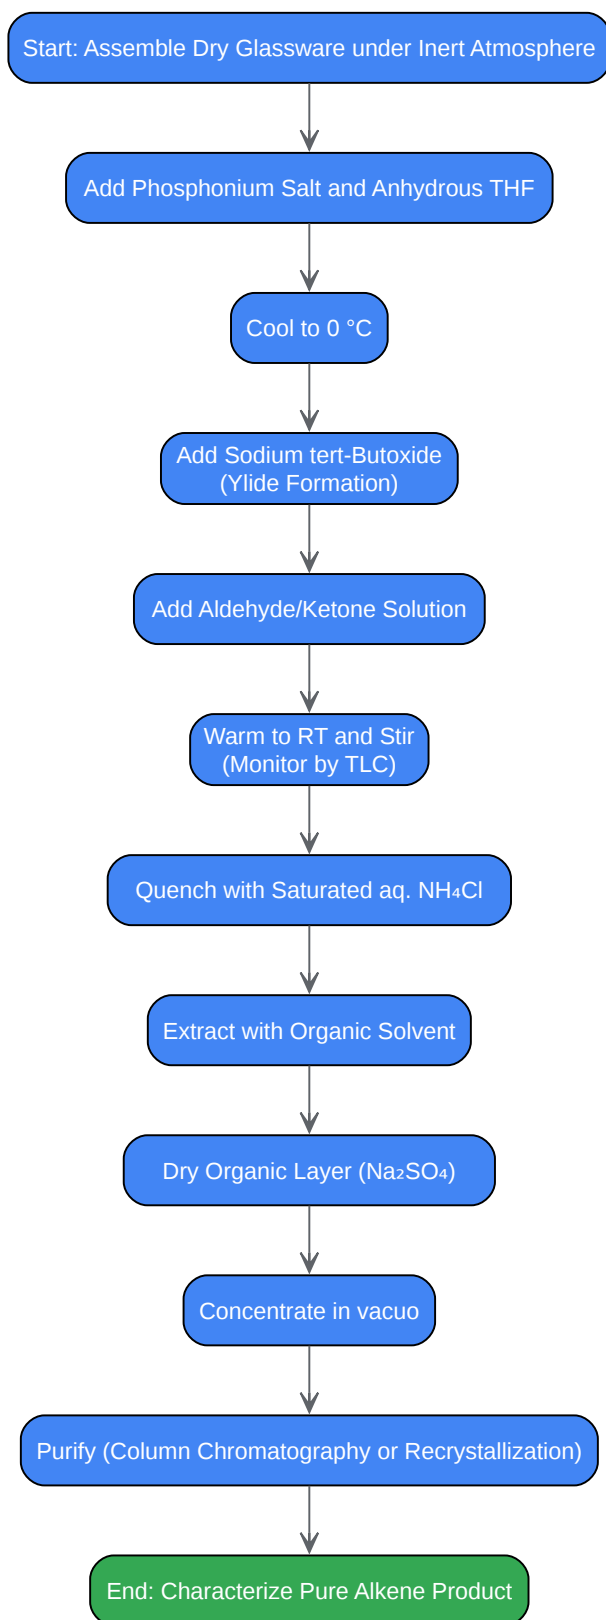 Start: Assemble Dry Glassware under Inert Atmosphere
Add Phosphonium Salt and Anhydrous THF
Cool to 0 °C
Add Sodium tert-Butoxide
(Ylide Formation)
Add Aldehyde/Ketone Solution
Warm to RT and Stir
(Monitor by TLC)
Quench with Saturated aq. NH₄Cl
Extract with Organic Solvent
Dry Organic Layer (Na₂SO₄)
Concentrate in vacuo
Purify (Column Chromatography or Recrystallization)
End: Characterize Pure Alkene Product